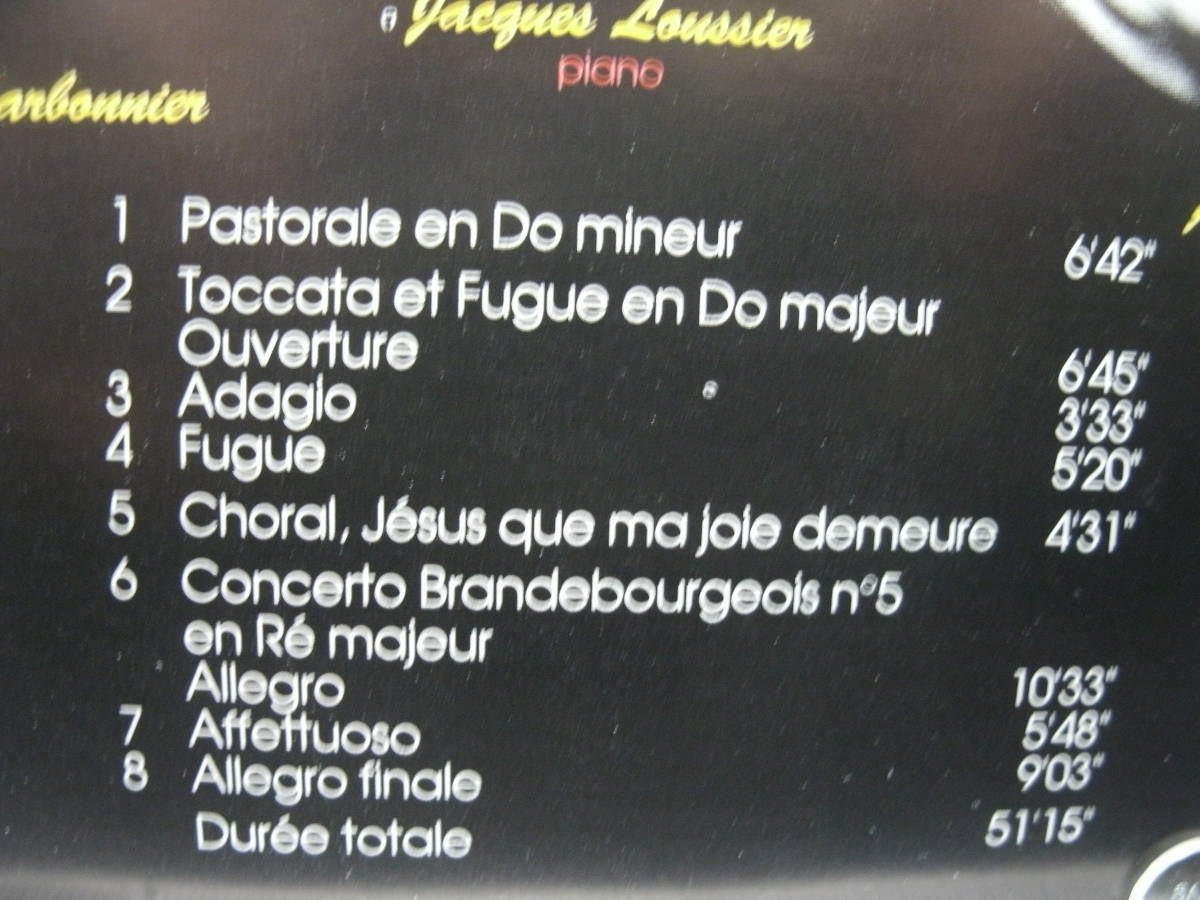 Jacques Loussier
piano
arbonnier
1 Pastorale en Do mineur 6'42"
2 Toccata et Fugue en Do majeur
Ouverture 6'45"
3 Adagio 3'33"
4 Fugue 5'20"
5 Choral, Jésus que ma joie demeure 4'31"
6 Concerto Brandebourgeois n°5
en Ré majeur
Allegro 10'33"
7 Affettuoso 5'48"
8 Allegro finale 9'03"
Durée totale 51'15"